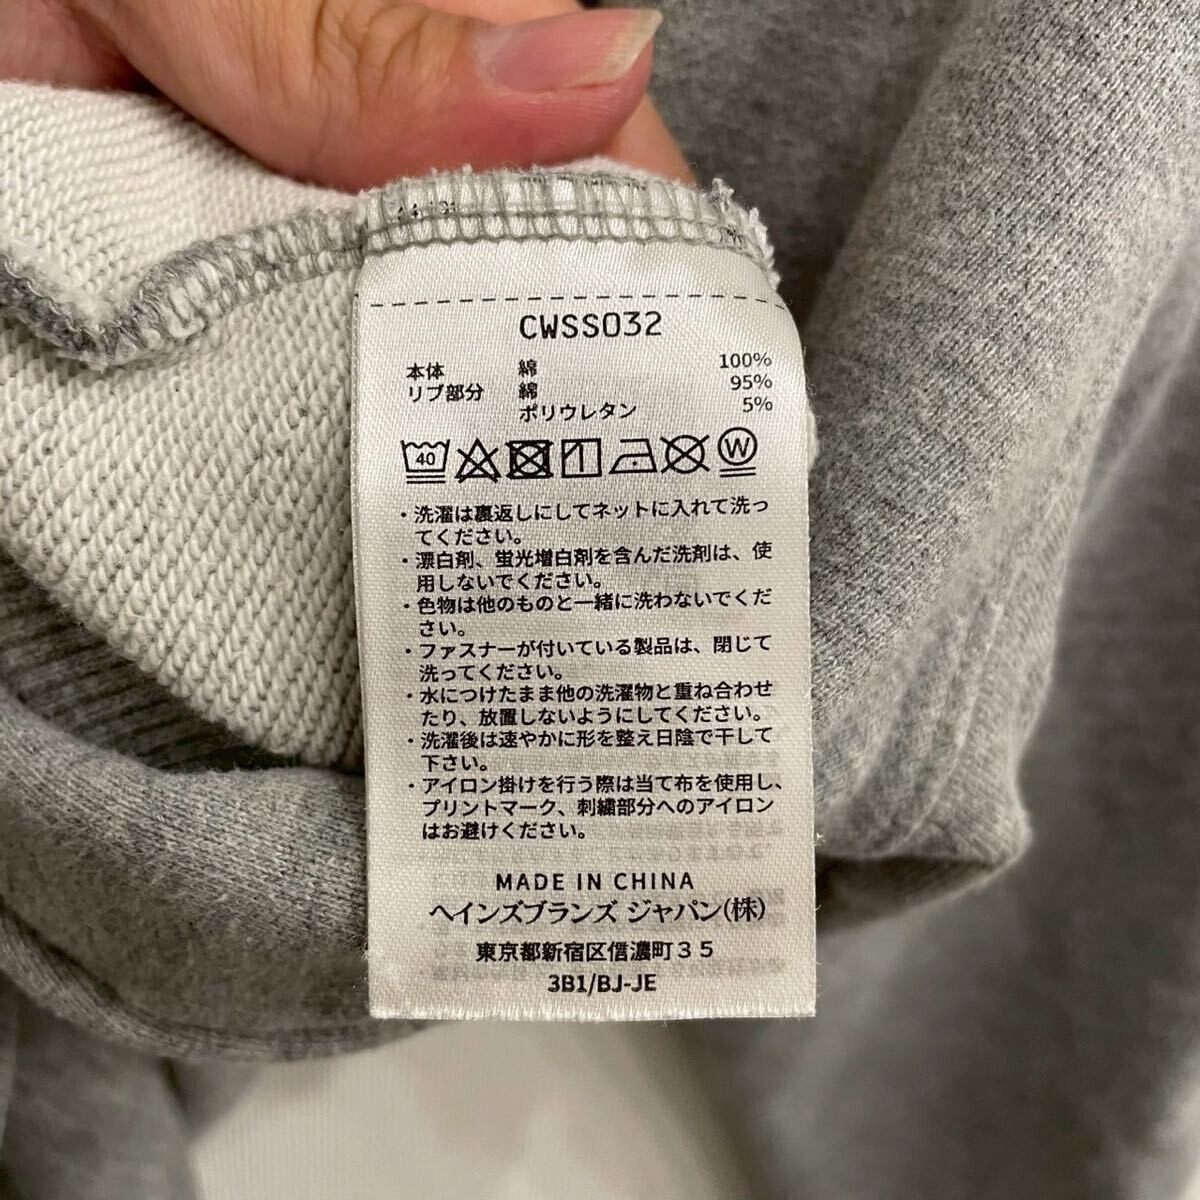 CWSS032
本体 綿 100%
リブ部分 綿 95%
ポリウレタン 5%
40 W
・洗濯は裏返しにしてネットに入れて洗っ
てください。
・漂白剤、蛍光増白剤を含んだ洗剤は、使
用しないでください。
・色物は他のものと一緒に洗わないでくだ
さい。
・ファスナーが付いている製品は、閉じて
洗ってください。
・水につけたまま他の洗濯物と重ね合わせ
たり、放置しないようにしてください。
・洗濯後は速やかに形を整え日陰で干して
下さい。
・アイロン掛けを行う際は当て布を使用し、
プリントマーク、刺繍部分へのアイロン
はお避けください。
MADE IN CHINA
ヘインズブランズ ジャパン(株)
東京都新宿区信濃町３５
3B1/BJ-JE